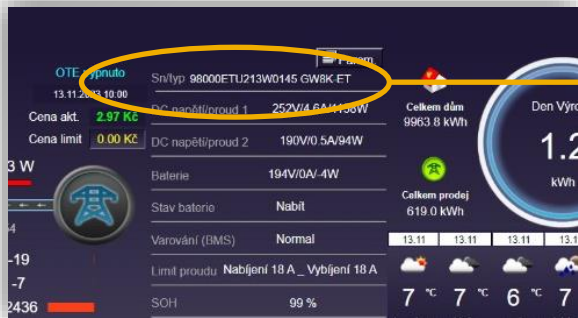 OTE Vypnuto
13.11.2023 10:00
Cena akt. 2.97 Kč
Cena limit 0.00 Kč
3 W
-19
-7
2436
Sn/typ 98000ETU213W0145 GW8K-ET
DC napětí/proud 1 252V/4.6A/1158W
DC napětí/proud 2 190V/0.5A/94W
Baterie 194V/0A/-4W
Stav baterie Nabít
Varování (BMS) Normal
Limit proudu Nabíjení 18 A _ Vybíjení 18 A
SOH 99 %
Celkem dům
9963.8 kWh
Celkem prodej
619.0 kWh
Den Výro
1.2
kWh
13.11 13.11 13.11 13.1
7 °C 7 °C 6 °C 7